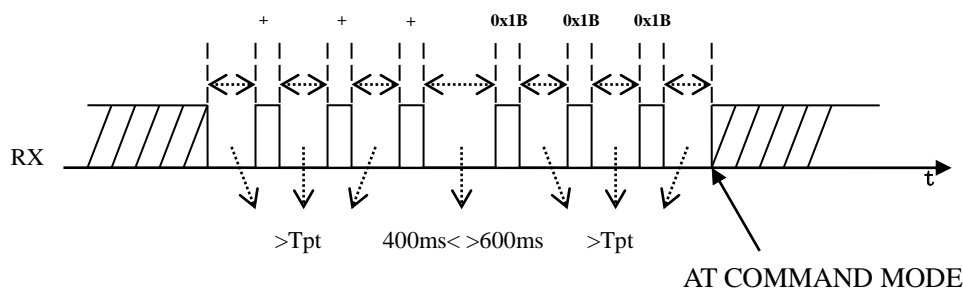 + + + 0x1B 0x1B 0x1B
RX
t
>Tpt 400ms< >600ms >Tpt
AT COMMAND MODE